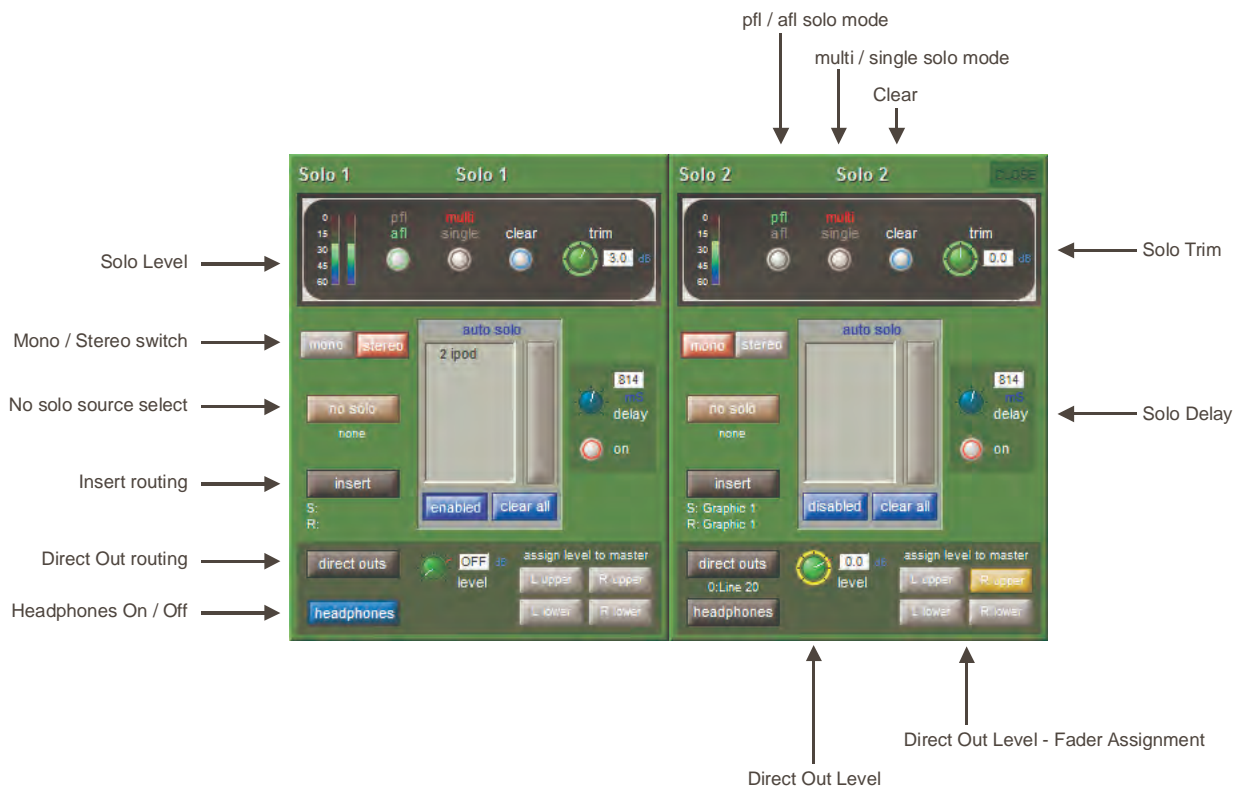 pfl / afl solo mode
multi / single solo mode
Clear
Solo 1 Solo 1
Solo 2 Solo 2 CLOSE
Solo Level
Mono / Stereo switch
No solo source select
Insert routing
Direct Out routing
Headphones On / Off
0
15
30
45
60
pfl
afl
multi
single
clear
trim
3.0 dB
mono stereo
no solo
none
insert
S:
R:
auto solo
2 ipod
enabled clear all
814
mS
delay
on
direct outs
headphones
OFF dB
level
assign level to master
L upper R upper
L lower R lower
0
15
30
45
60
pfl
afl
multi
single
clear
trim
0.0 dB
mono stereo
no solo
none
insert
S: Graphic 1
R: Graphic 1
auto solo
disabled clear all
814
mS
delay
on
direct outs
0:Line 20
headphones
0.0 dB
level
assign level to master
L upper R upper
L lower R lower
Solo Trim
Solo Delay
Direct Out Level - Fader Assignment
Direct Out Level